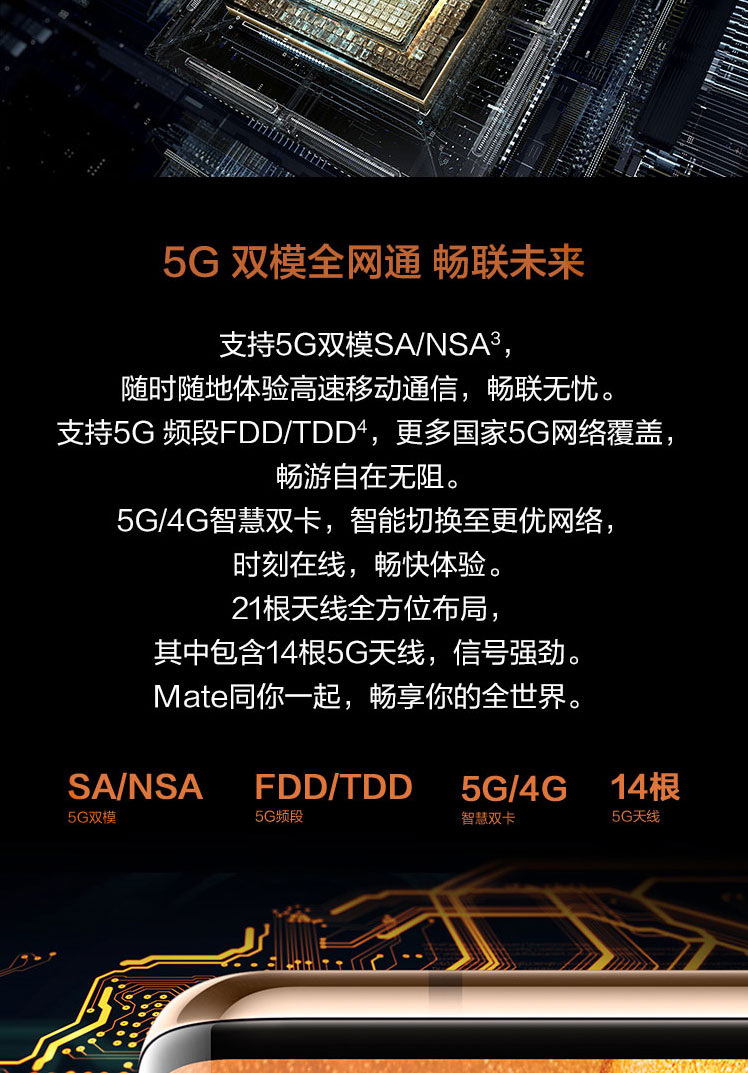 5G 双模全网通 畅联未来
支持5G双模SA/NSA³，
随时随地体验高速移动通信，畅联无忧。
支持5G 频段FDD/TDD⁴，更多国家5G网络覆盖，
畅游自在无阻。
5G/4G智慧双卡，智能切换至更优网络，
时刻在线，畅快体验。
21根天线全方位布局，
其中包含14根5G天线，信号强劲。
Mate同你一起，畅享你的全世界。
SA/NSA FDD/TDD 5G/4G 14根
5G双模 5G频段 智慧双卡 5G天线